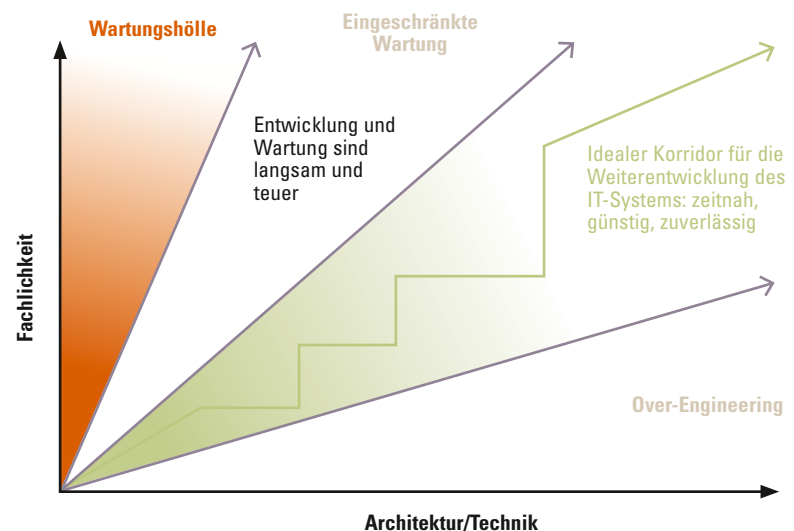 Wartungshölle
Eingeschränkte
Wartung
Entwicklung und
Wartung sind
langsam und
teuer
Idealer Korridor für die
Weiterentwicklung des
IT-Systems: zeitnah,
günstig, zuverlässig
Fachlichkeit
Over-Engineering
Architektur/Technik